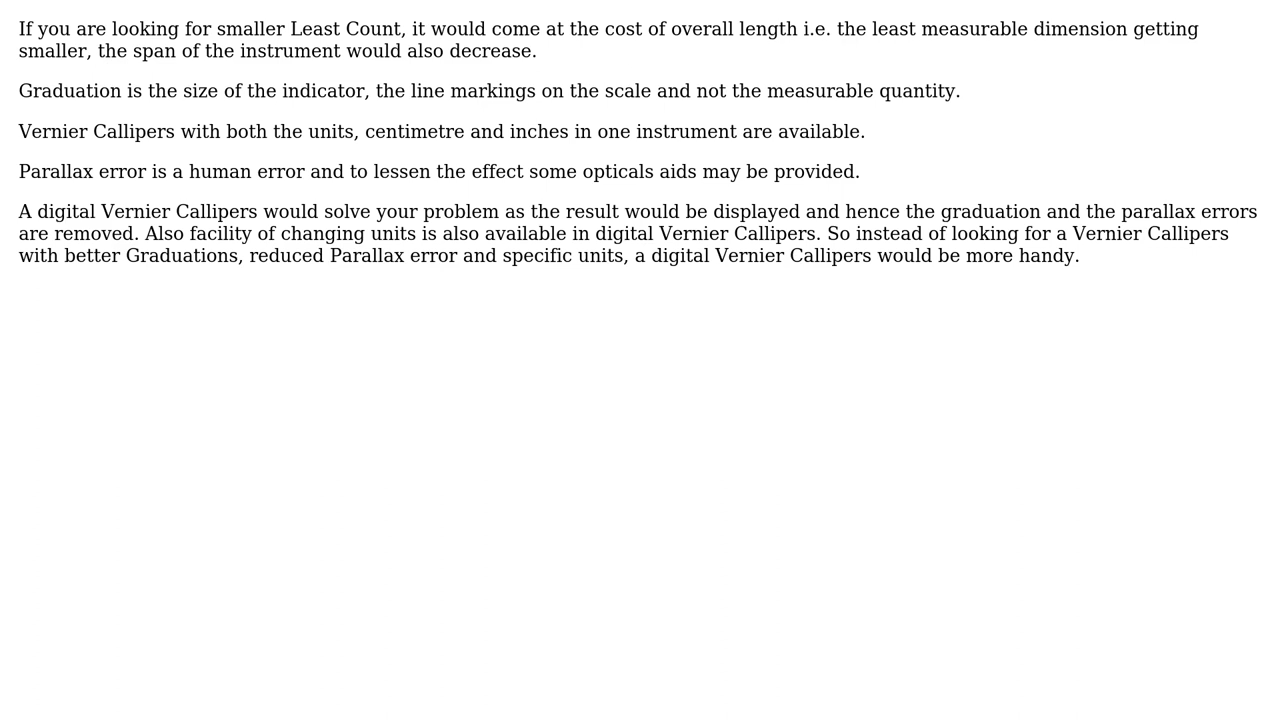 If you are looking for smaller Least Count, it would come at the cost of overall length i.e. the least measurable dimension getting
smaller, the span of the instrument would also decrease.
Graduation is the size of the indicator, the line markings on the scale and not the measurable quantity.
Vernier Callipers with both the units, centimetre and inches in one instrument are available.
Parallax error is a human error and to lessen the effect some opticals aids may be provided.
A digital Vernier Callipers would solve your problem as the result would be displayed and hence the graduation and the parallax errors
are removed. Also facility of changing units is also available in digital Vernier Callipers. So instead of looking for a Vernier Callipers
with better Graduations, reduced Parallax error and specific units, a digital Vernier Callipers would be more handy.